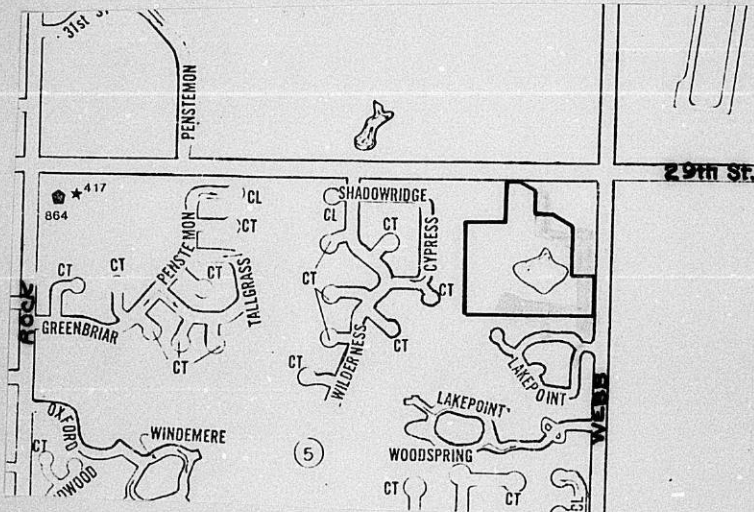 31st
PENSTEMON
29th St.
864
417
CL
CT
PENSTEMON
CT
TALLGRASS
CT
CT
GREENBRIAR
CT
ROCK
SHADOWRIDGE
CL
CT
CYPRESS
CT
CT
CT
WILDERNESS
CT
LAKEPOINT
WEBB
OXFORD
WINDEMERE
CT
LAKEPOINT
WOODSPRING
5
CT
CT
CL